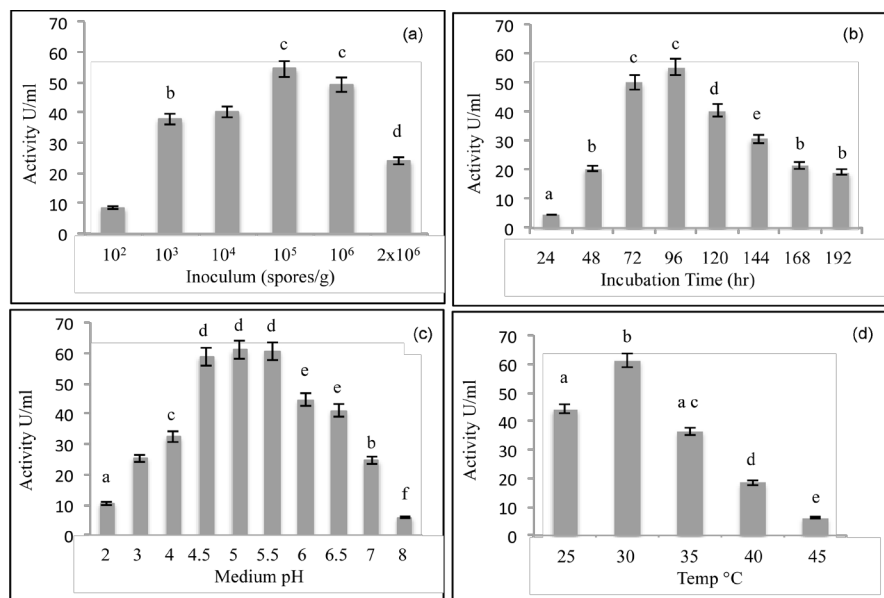 (a)
Activity U/ml
70
60
50
40
30
20
10
0
b
c
c
d
10² 10³ 10⁴ 10⁵ 10⁶ 2x10⁶
Inoculum (spores/g)
(b)
Activity U/ml
70
60
50
40
30
20
10
0
a
b
c
c
d
e
b
b
24 48 72 96 120 144 168 192
Incubation Time (hr)
(c)
Activity U/ml
70
60
50
40
30
20
10
0
a
c
d
d
d
e
e
b
f
2 3 4 4.5 5 5.5 6 6.5 7 8
Medium pH
(d)
Activity U/ml
70
60
50
40
30
20
10
0
a
b
a c
d
e
25 30 35 40 45
Temp °C